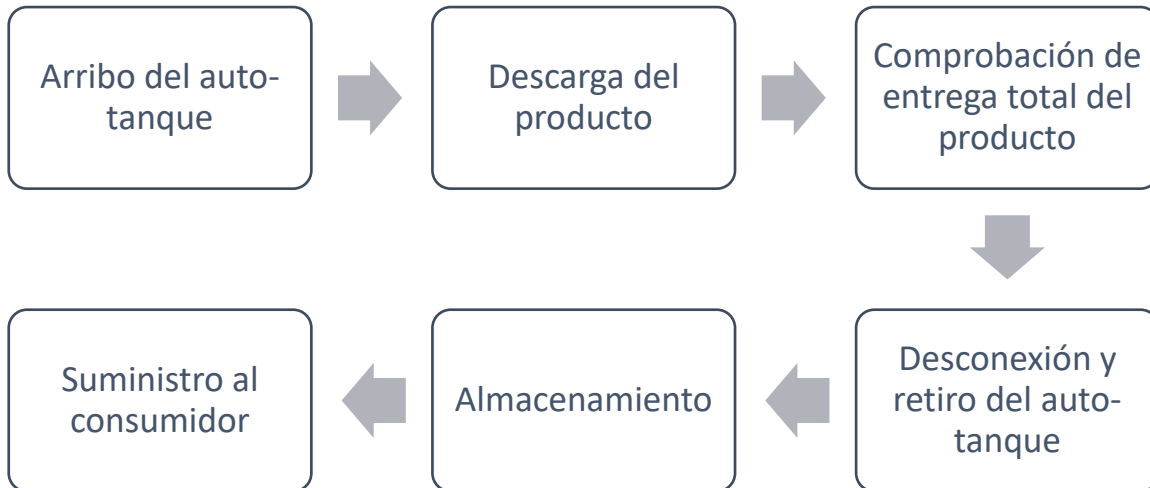 Arribo del auto-
tanque
Descarga del
producto
Comprobación de
entrega total del
producto
Desconexión y
retiro del auto-
tanque
Almacenamiento
Suministro al
consumidor